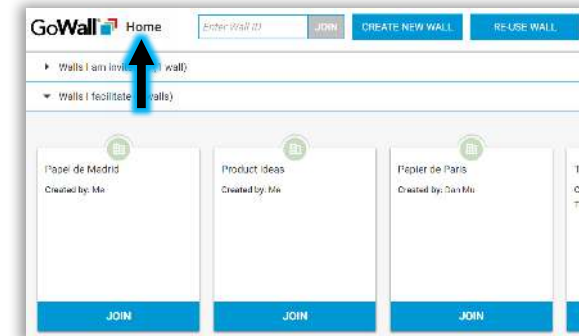 GoWall Home Enter Wall ID JOIN CREATE NEW WALL RE-USE WALL
Walls I am wall)
Walls I facilitate walls)
Papel de Madrid
Created by: Me
JOIN
Product Ideas
Created by: Me
JOIN
Papier de Paris
Created by: Dan Mu
JOIN